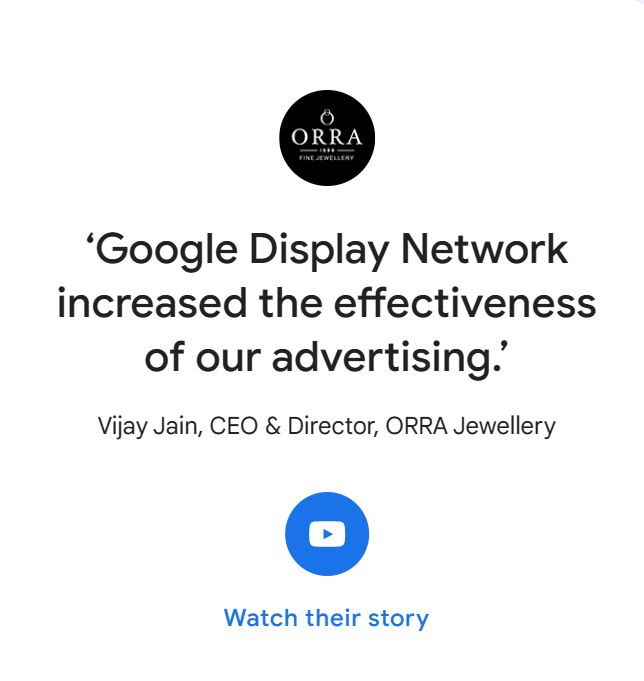 ORRA
1888
FINE JEWELLERY
‘Google Display Network
increased the effectiveness
of our advertising.’
Vijay Jain, CEO & Director, ORRA Jewellery
Watch their story